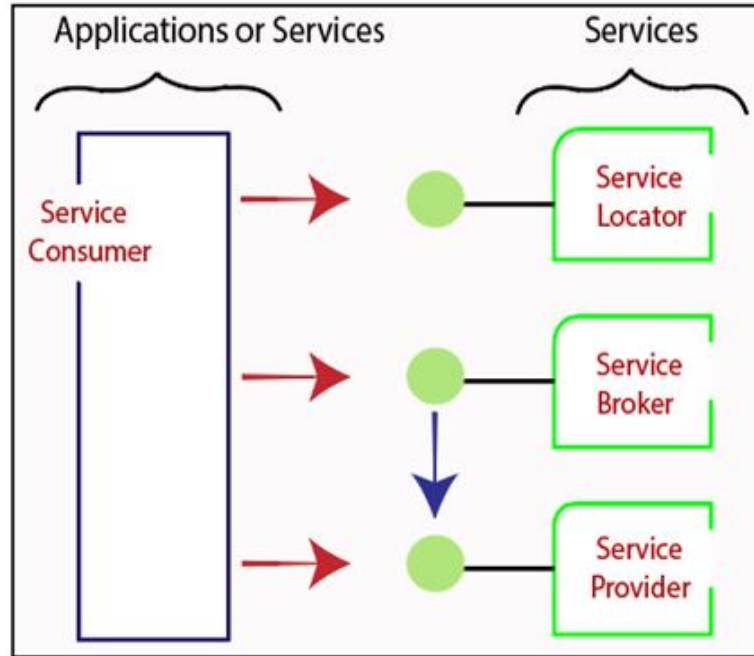 Applications or Services
Services
Service
Consumer
Service
Locator
Service
Broker
Service
Provider